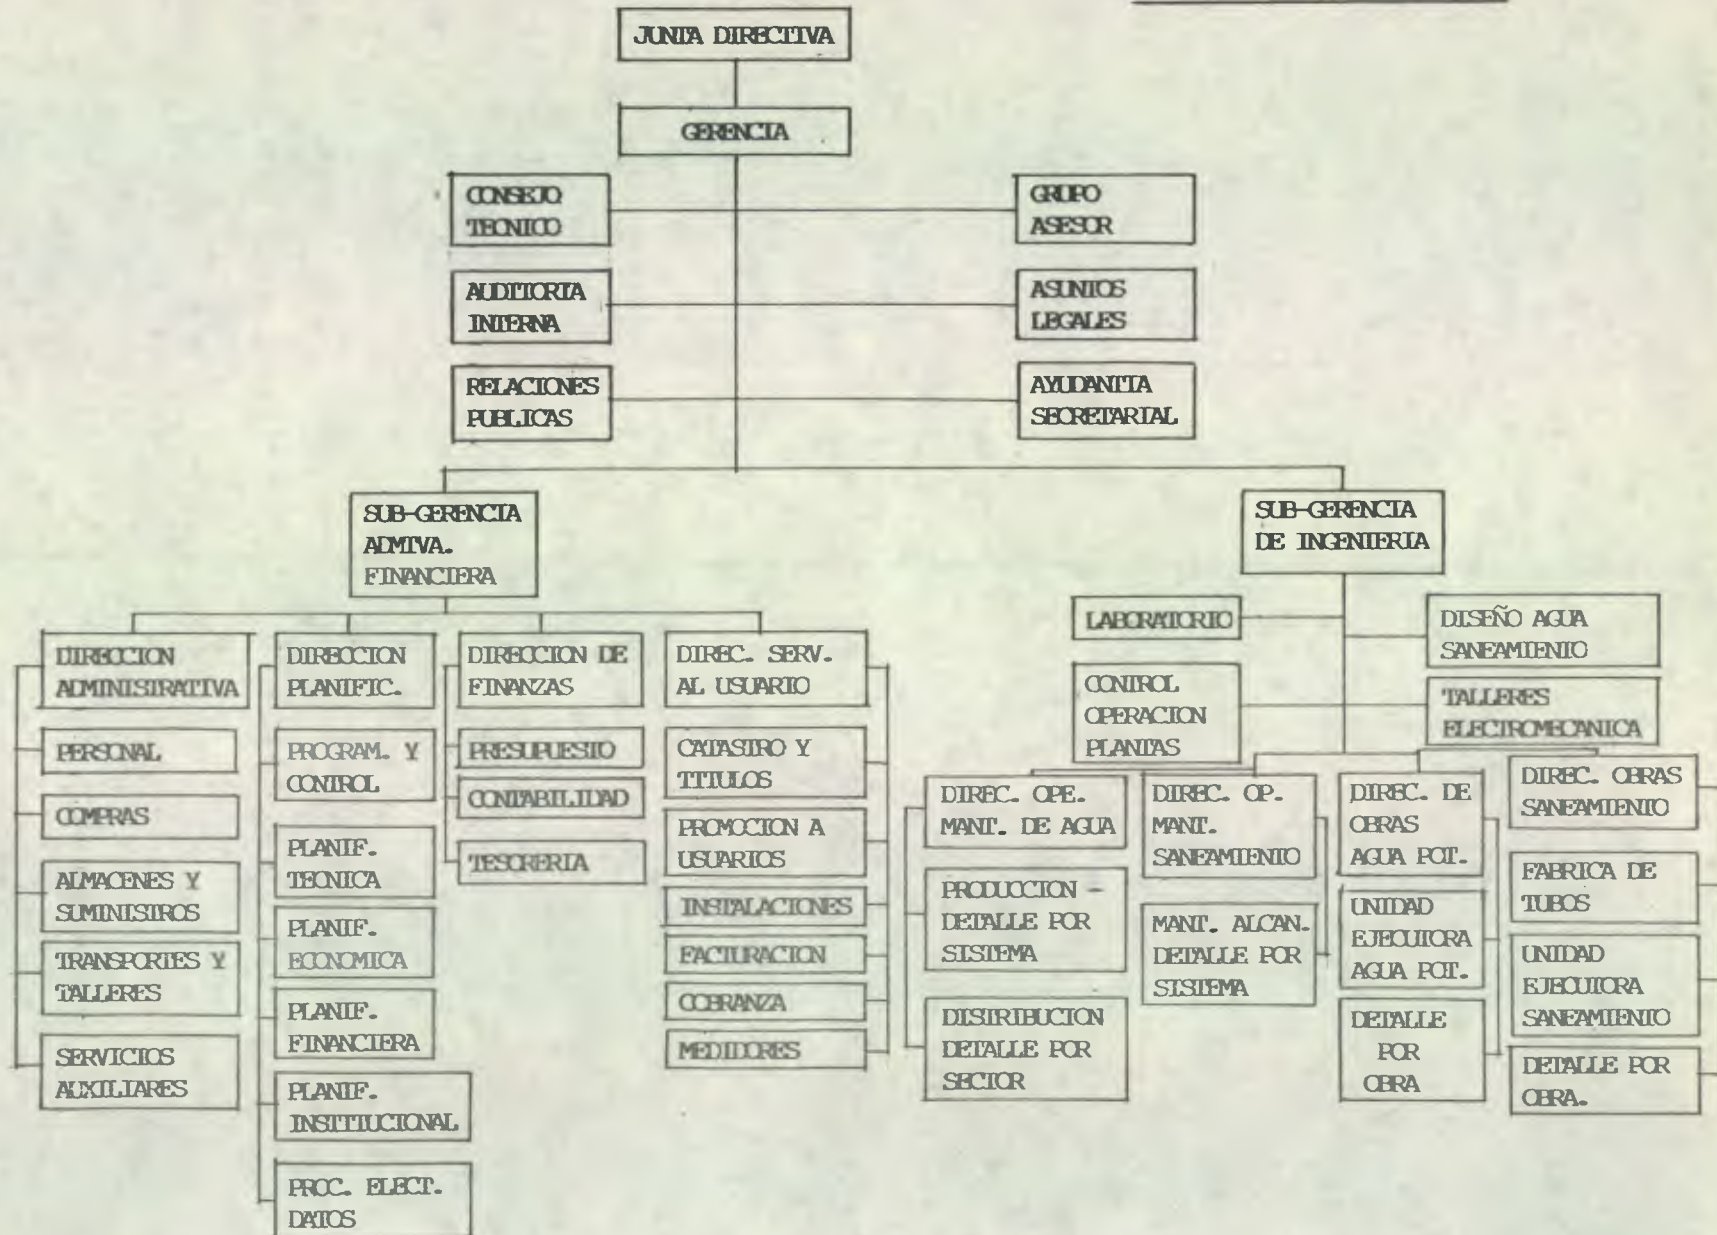 JUNTA DIRECTIVA
GERENCIA
CONSEJO
TECNICO
GRUPO
ASESOR
AUDITORIA
INTERNA
ASUNTOS
LEGALES
RELACIONES
PUBLICAS
AYUDANTIA
SECRETARIAL
SUB-GERENCIA
ADMIVA.
FINANCIERA
SUB-GERENCIA
DE INGENIERIA
DIRECCION
ADMINISTRATIVA
PERSONAL
COMPRAS
ALMACENES Y
SUMINISTROS
TRANSPORTES Y
TALLERES
SERVICIOS
AUXILIARES
DIRECCION
PLANIFIC.
PROGRAM. Y
CONTROL
PLANIF.
TECNICA
PLANIF.
ECONOMICA
PLANIF.
FINANCIERA
PLANIF.
INSTITUCIONAL
PROC. ELECT.
DATOS
DIRECCION DE
FINANZAS
PRESUPUESTO
CONTABILIDAD
TESORERIA
DIREC. SERV.
AL USUARIO
CATASTRO Y
TITULOS
PROMOCION A
USUARIOS
INSTALACIONES
FACTURACION
COBRANZA
MEDIDORES
LABORATORIO
DISEÑO AGUA
SANEAMIENTO
CONTROL
OPERACION
PLANTAS
TALLERES
ELECTROMECANICA
DIREC. OPE.
MANT. DE AGUA
PRODUCCION -
DETALLE POR
SISTEMA
DISTRIBUCION
DETALLE POR
SECTOR
DIREC. OP.
MANT.
SANEAMIENTO
MANT. ALCAN.
DETALLE POR
SISTEMA
DIREC. DE
OBRAS
AGUA POT.
UNIDAD
EJECUTORA
AGUA POT.
DETALLE
POR
OBRA
DIREC. OBRAS
SANEAMIENTO
FABRICA DE
TUBOS
UNIDAD
EJECUTORA
SANEAMIENTO
DETALLE POR
OBRA.